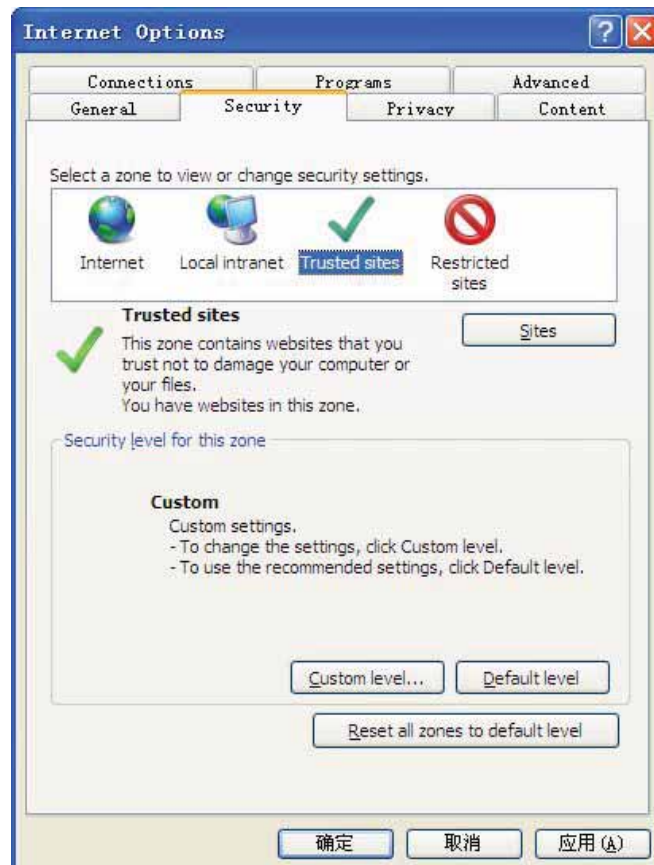 Internet Options
Connections Programs Advanced
General Security Privacy Content
Select a zone to view or change security settings.
Internet Local intranet Trusted sites Restricted
sites
Trusted sites
Sites
This zone contains websites that you
trust not to damage your computer or
your files.
You have websites in this zone.
Security level for this zone
Custom
Custom settings.
- To change the settings, click Custom level.
- To use the recommended settings, click Default level.
Custom level... Default level
Reset all zones to default level
确定 取消 应用(A)